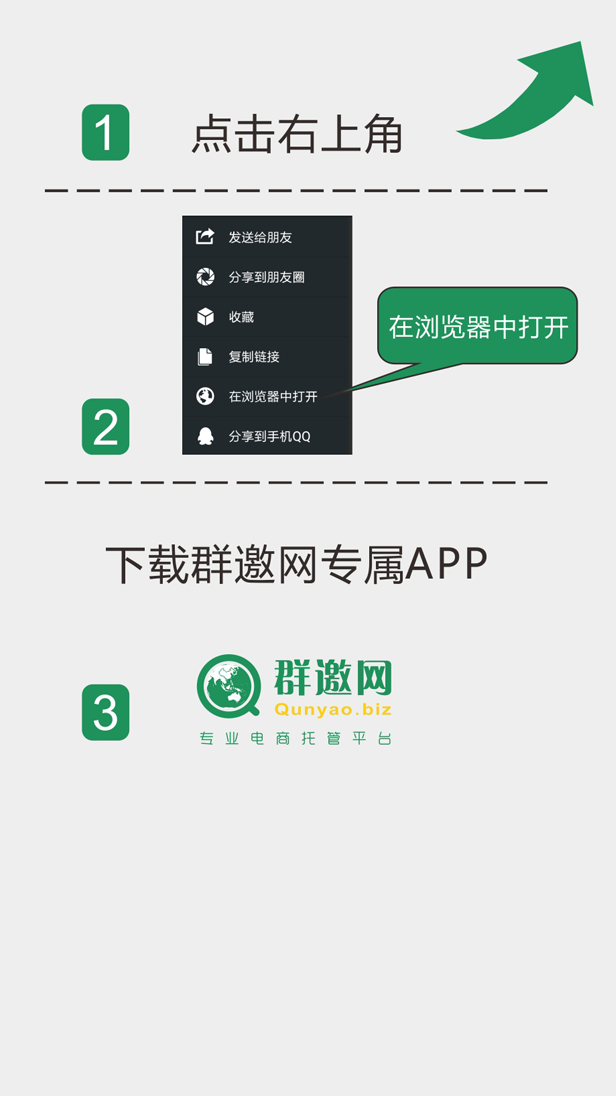 1
点击右上角
发送给朋友
分享到朋友圈
收藏
复制链接
在浏览器中打开
在浏览器中打开
分享到手机QQ
2
下载群邀网专属APP
3
群邀网
Qunyao.biz
专业电商托管平台